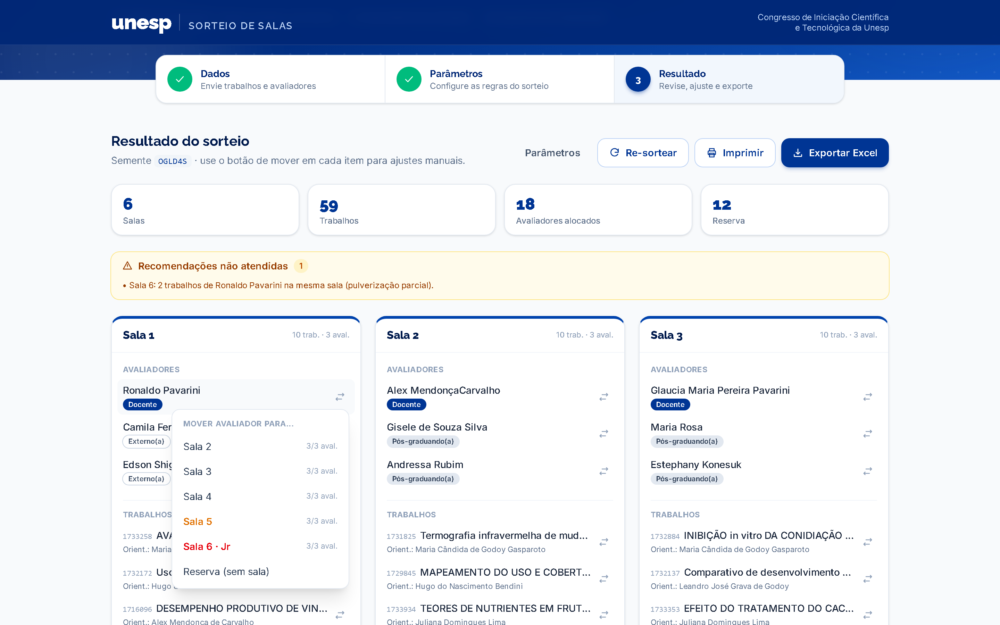 unesp
SORTEIO DE SALAS
Congresso de Iniciação Científica
e Tecnológica da Unesp
Dados
Envie trabalhos e avaliadores
Parâmetros
Configure as regras do sorteio
3
Resultado
Revise, ajuste e exporte
Resultado do sorteio
Semente OGLD4S · use o botão de mover em cada item para ajustes manuais.
Parâmetros
Re-sortear
Imprimir
Exportar Excel
6
Salas
59
Trabalhos
18
Avaliadores alocados
12
Reserva
Recomendações não atendidas 1
• Sala 6: 2 trabalhos de Ronaldo Pavarini na mesma sala (pulverização parcial).
Sala 1
10 trab. · 3 aval.
AVALIADORES
Ronaldo Pavarini
Docente
Camila Fer
Externo(a)
Edson Shig
Externo(a)
TRABALHOS
1733258 AVA
Orient.: Maria
1732172 Uso
Orient.: Hugo d
1716096 DESEMPENHO PRODUTIVO DE VIN...
Orient.: Alex Mendonça de Carvalho
MOVER AVALIADOR PARA...
Sala 2 3/3 aval.
Sala 3 3/3 aval.
Sala 4 3/3 aval.
Sala 5 3/3 aval.
Sala 6 · Jr 3/3 aval.
Reserva (sem sala)
Sala 2
10 trab. · 3 aval.
AVALIADORES
Alex MendonçaCarvalho
Docente
Gisele de Souza Silva
Pós-graduando(a)
Andressa Rubim
Pós-graduando(a)
TRABALHOS
1731825 Termografia infravermelha de mud...
Orient.: Maria Cândida de Godoy Gasparoto
1729845 MAPEAMENTO DO USO E COBERT...
Orient.: Hugo do Nascimento Bendini
1733934 TEORES DE NUTRIENTES EM FRUT...
Orient.: Juliana Domingues Lima
Sala 3
10 trab. · 3 aval.
AVALIADORES
Glaucia Maria Pereira Pavarini
Docente
Maria Rosa
Pós-graduando(a)
Estephany Konesuk
Pós-graduando(a)
TRABALHOS
1732884 INIBIÇÃO in vitro DA CONIDIAÇÃO ...
Orient.: Maria Cândida de Godoy Gasparoto
1732137 Comparativo de desenvolvimento ...
Orient.: Leandro José Grava de Godoy
1733353 EFEITO DO TRATAMENTO DO CAC...
Orient.: Juliana Domingues Lima